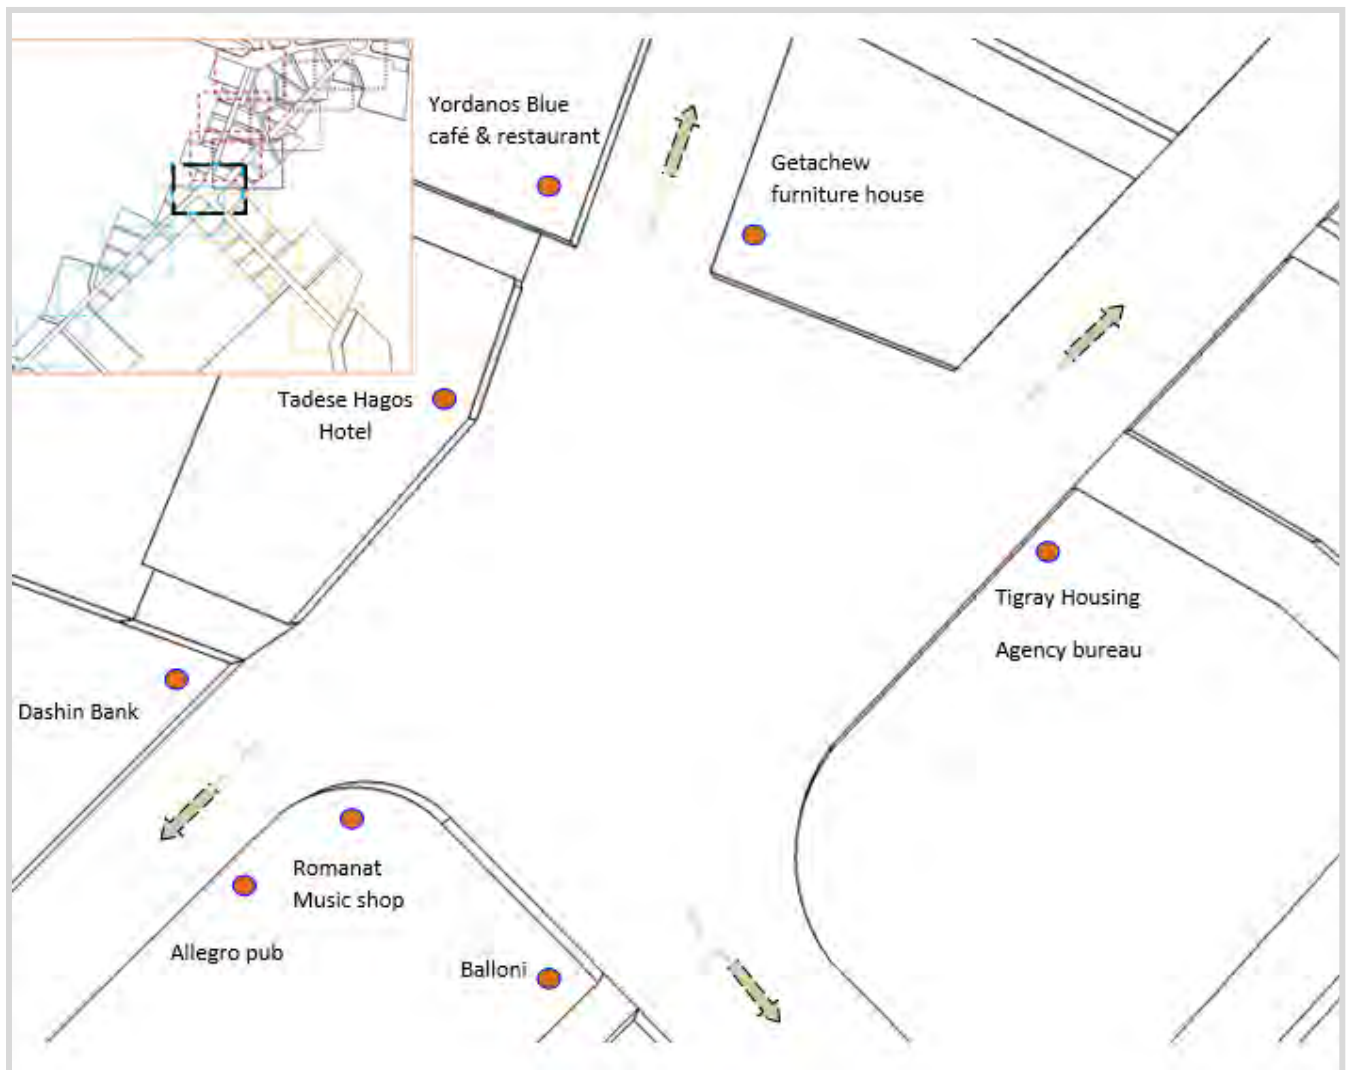 Yordanos Blue
café & restaurant
Getachew
furniture house
Tadese Hagos
Hotel
Tigray Housing
Agency bureau
Dashin Bank
Romanat
Music shop
Allegro pub
Balloni